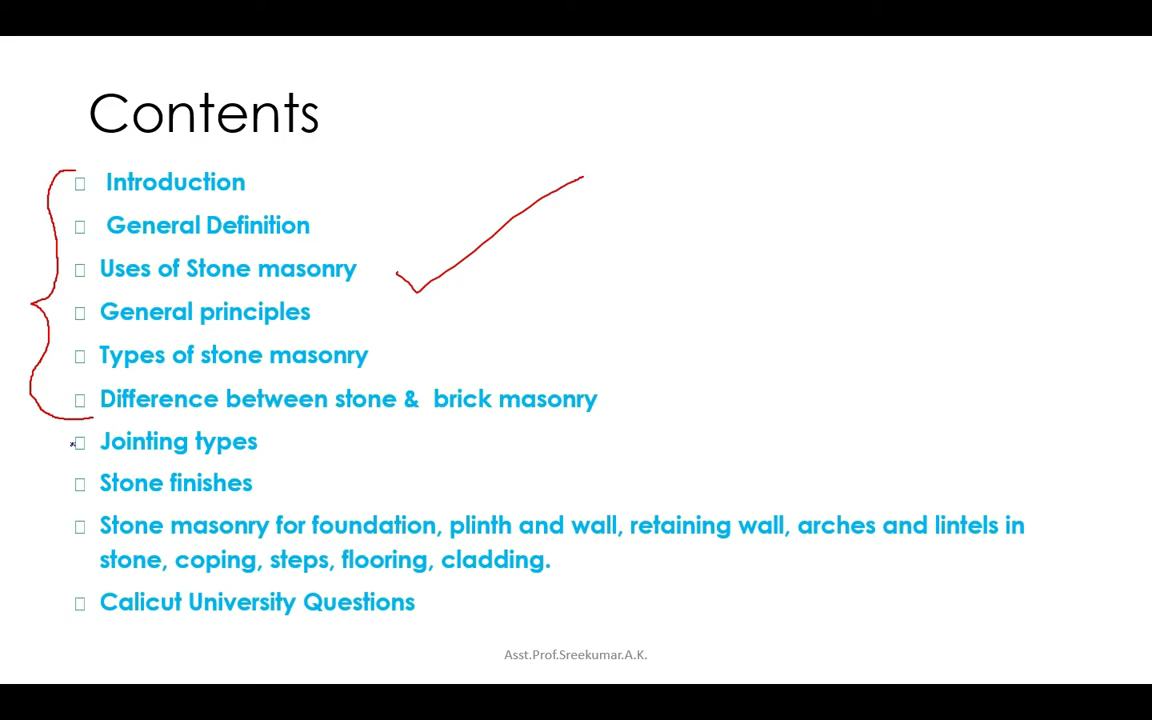 Contents
Introduction
General Definition
Uses of Stone masonry
General principles
Types of stone masonry
Difference between stone & brick masonry
Jointing types
Stone finishes
Stone masonry for foundation, plinth and wall, retaining wall, arches and lintels in
stone, coping, steps, flooring, cladding.
Calicut University Questions
Asst.Prof.Sreekumar.A.K.